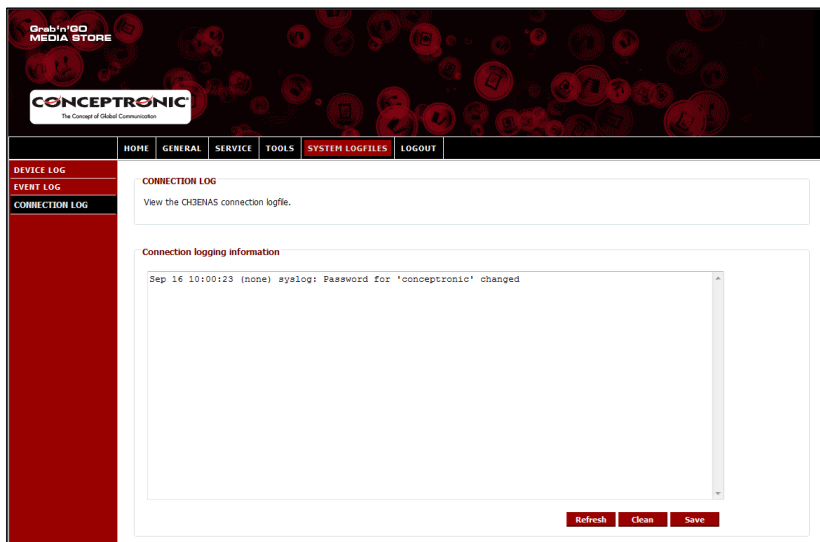 Grab'n'GO
MEDIA STORE
CONCEPTRONIC®
The Concept of Global Communication
HOME GENERAL SERVICE TOOLS SYSTEM LOGFILES LOGOUT
DEVICE LOG
EVENT LOG
CONNECTION LOG
CONNECTION LOG
View the CH3ENAS connection logfile.
Connection logging information
Sep 16 10:00:23 (none) syslog: Password for 'conceptronic' changed
Refresh Clean Save